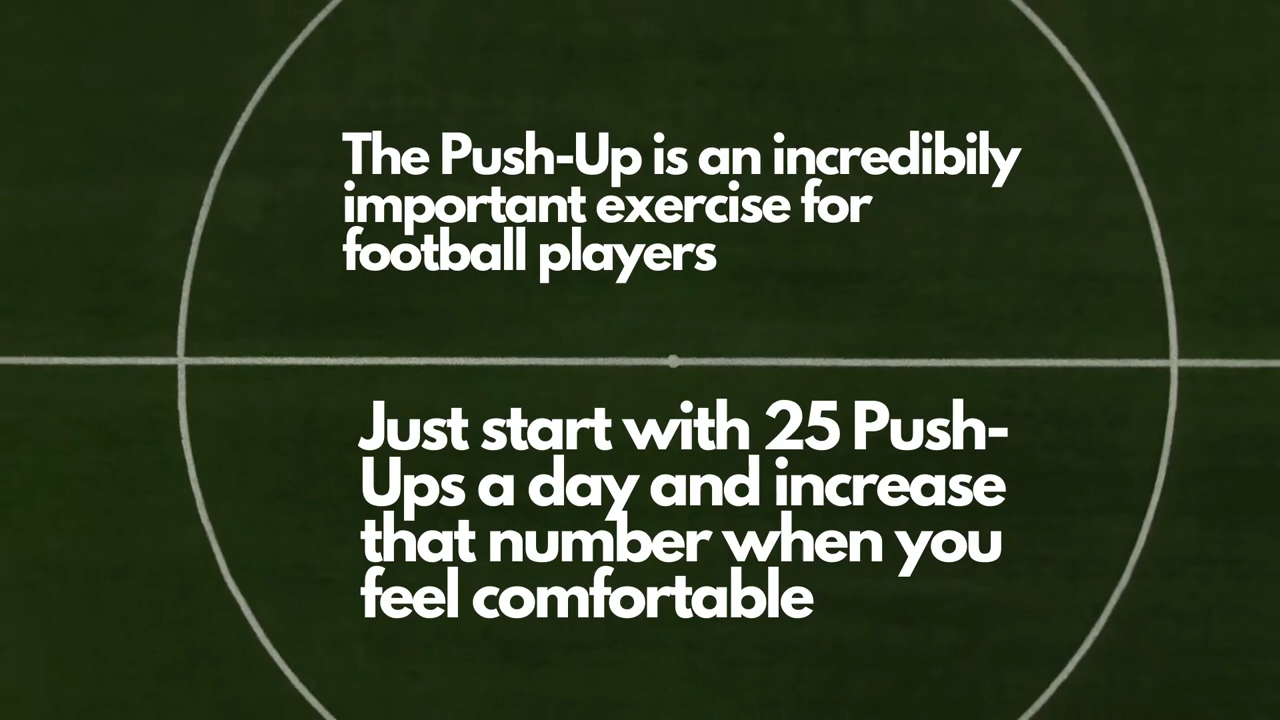 The Push-Up is an incredibily
important exercise for
football players
Just start with 25 Push-
Ups a day and increase
that number when you
feel comfortable